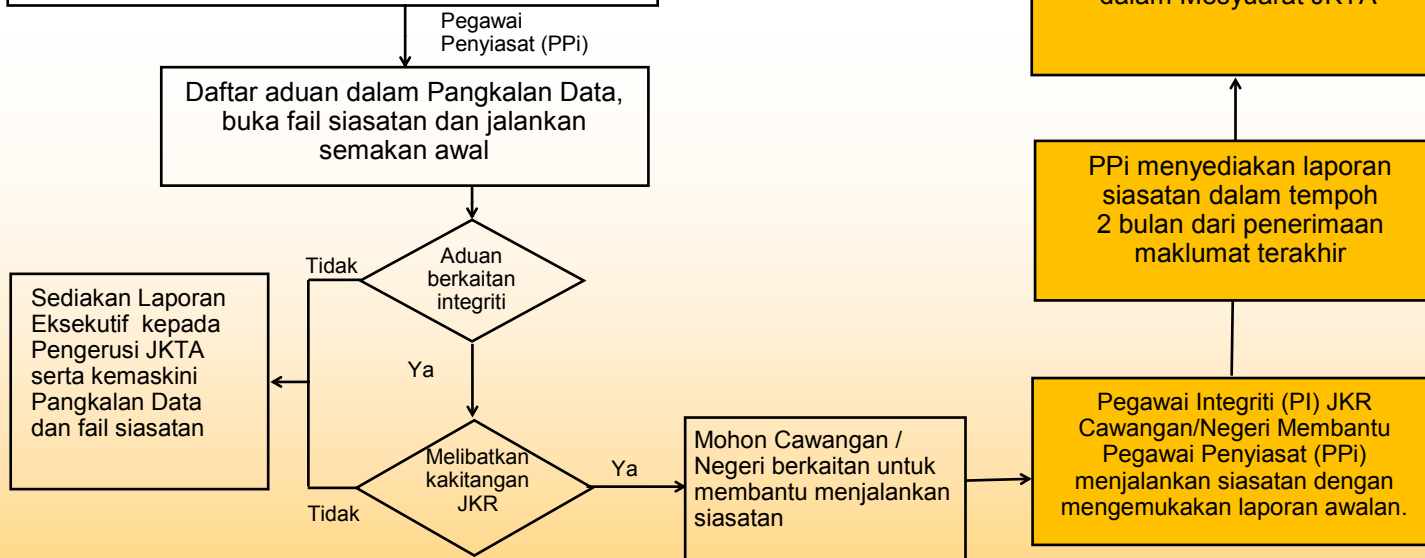 Pegawai
Penyiasat (PPi)
Daftar aduan dalam Pangkalan Data,
buka fail siasatan dan jalankan
semakan awal
Aduan
berkaitan
integriti
Tidak
Ya
Sediakan Laporan
Eksekutif kepada
Pengerusi JKTA
serta kemaskini
Pangkalan Data
dan fail siasatan
Melibatkan
kakitangan
JKR
Tidak
Ya
Mohon Cawangan /
Negeri berkaitan untuk
membantu menjalankan
siasatan
Pegawai Integriti (PI) JKR
Cawangan/Negeri Membantu
Pegawai Penyiasat (PPi)
menjalankan siasatan dengan
mengemukakan laporan awalan.
PPi menyediakan laporan
siasatan dalam tempoh
2 bulan dari penerimaan
maklumat terakhir
dalam Mesyuarat JKTA